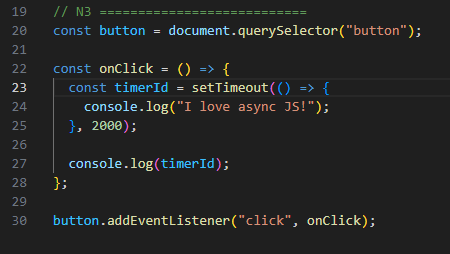 19 // N3 ===========================
20 const button = document.querySelector("button");
21
22 const onClick = () => {
23   const timerId = setTimeout(() => {
24     console.log("I love async JS!");
25   }, 2000);
26
27   console.log(timerId);
28 };
29
30 button.addEventListener("click", onClick);